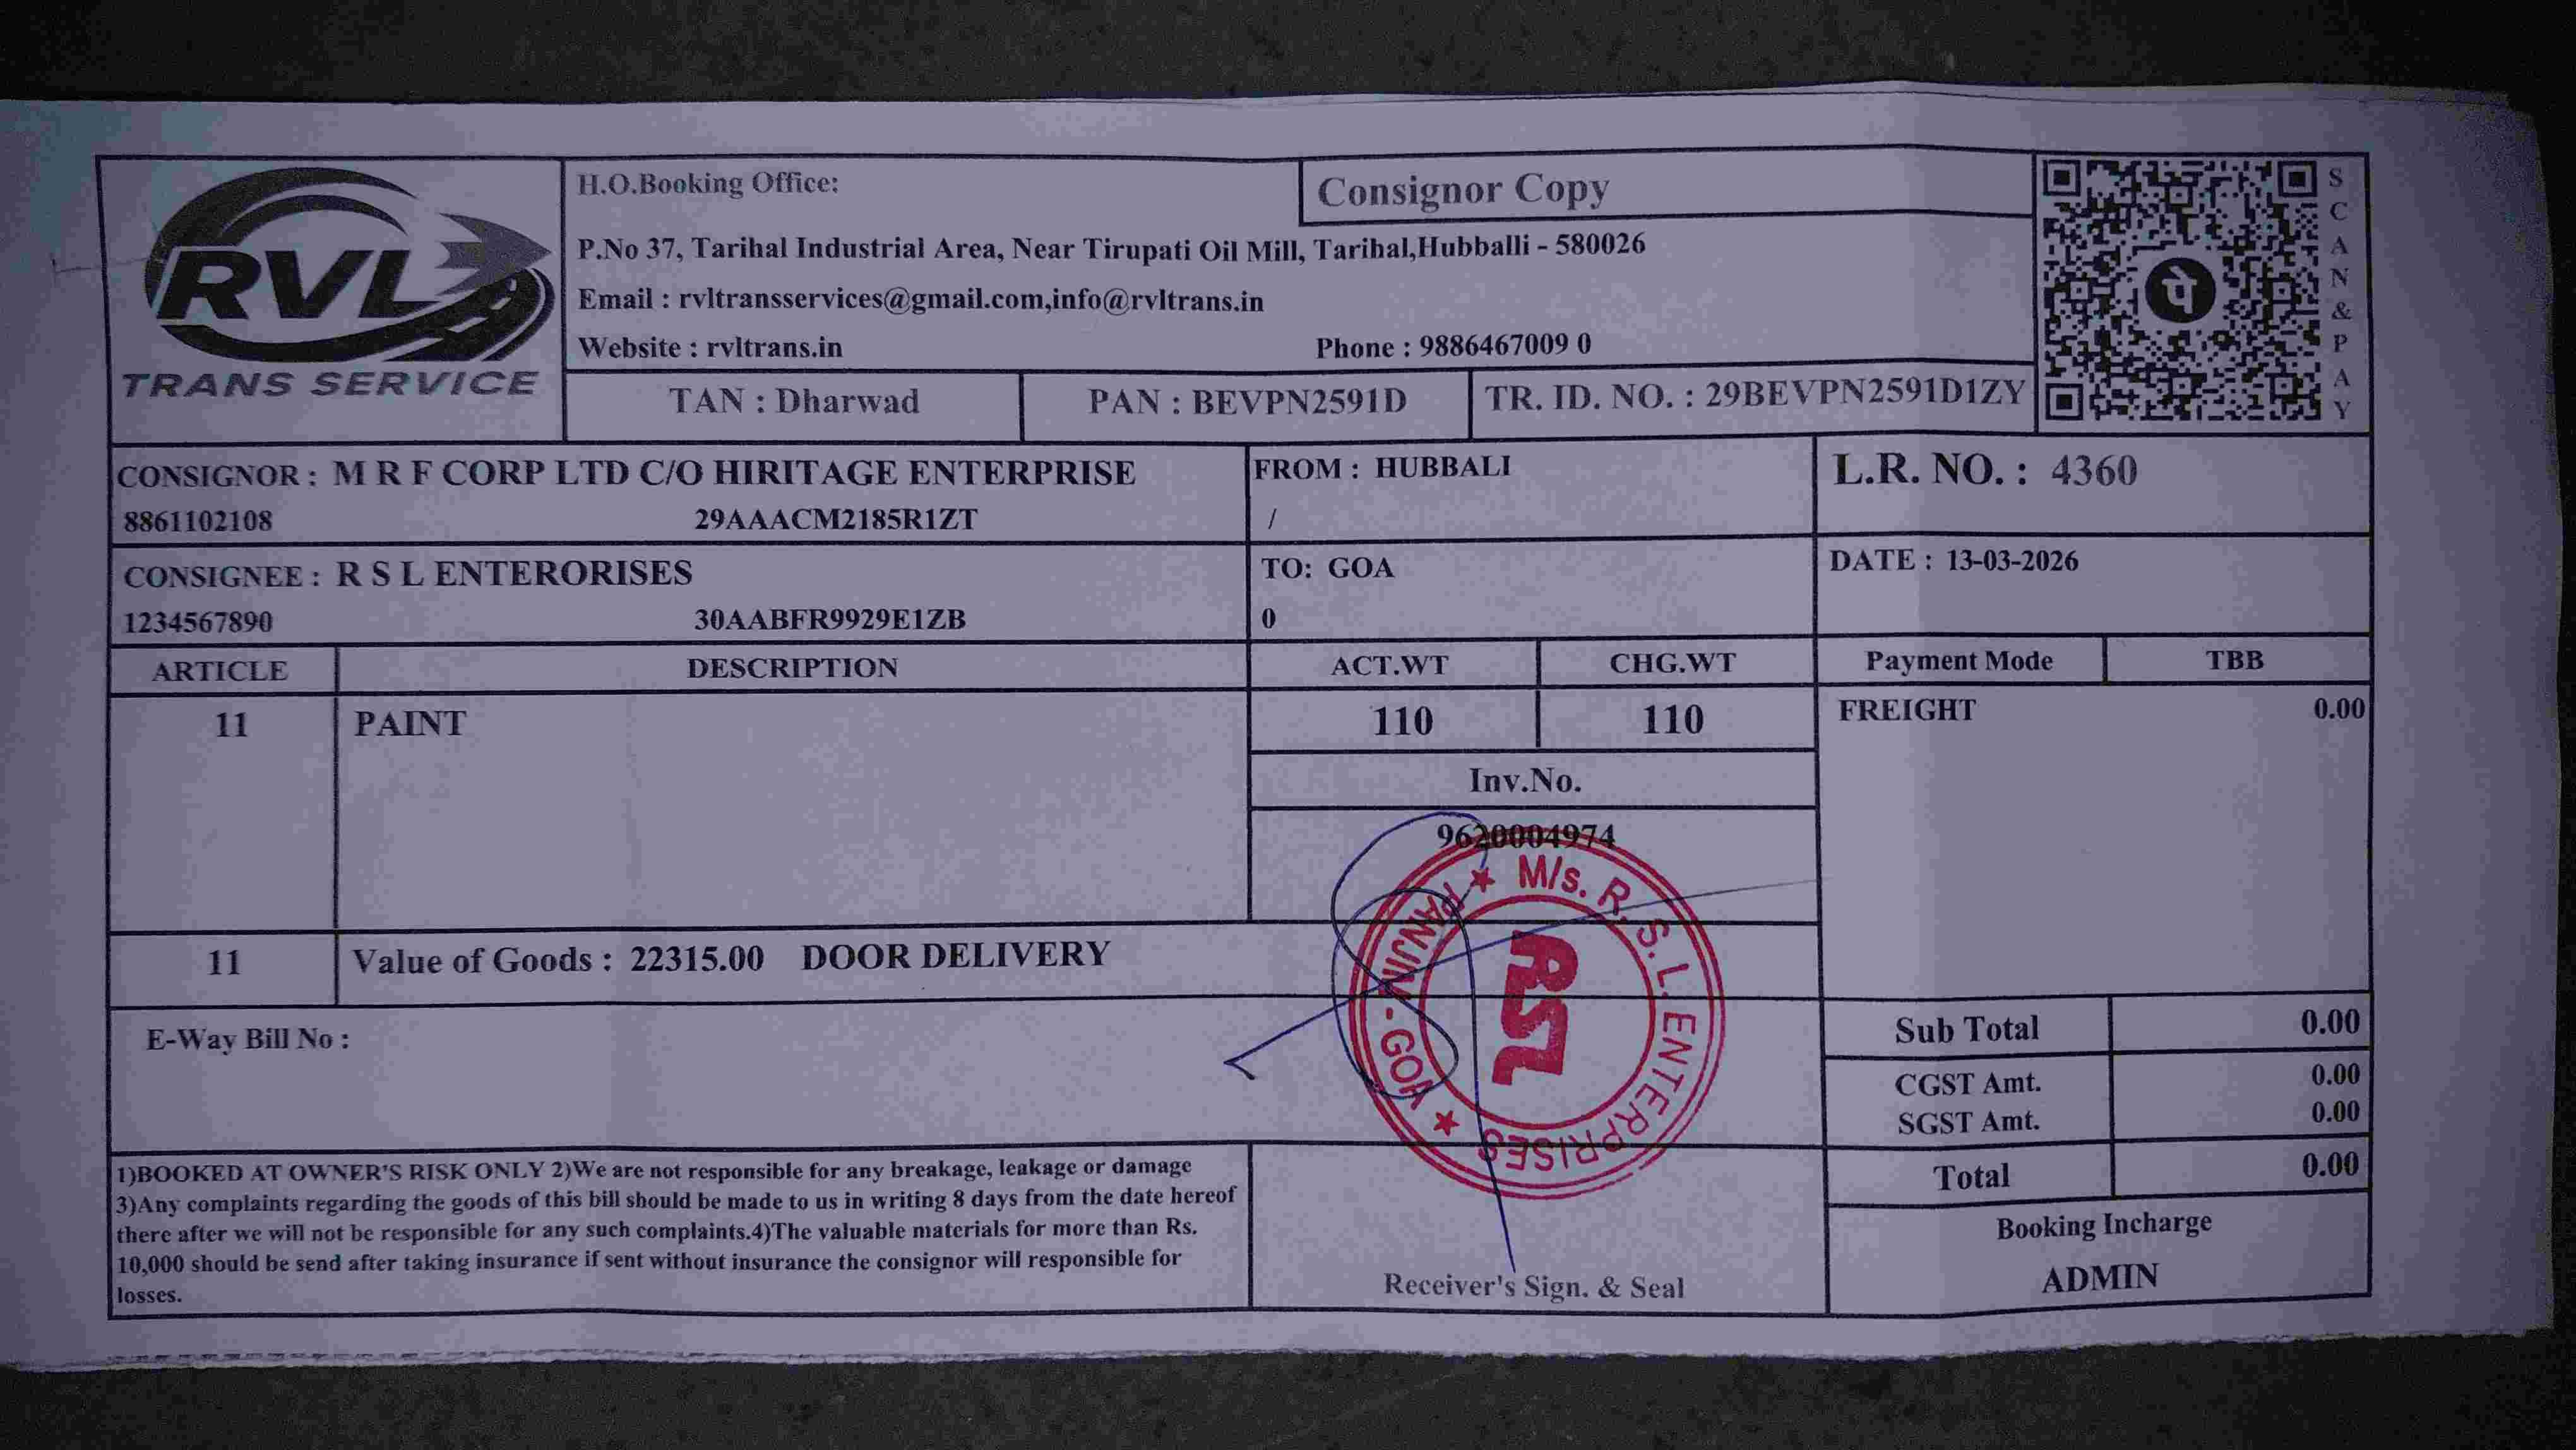 RVL
TRANS SERVICE
H.O.Booking Office:
Consignor Copy
P.No 37, Tarihal Industrial Area, Near Tirupati Oil Mill, Tarihal,Hubballi - 580026
Email : rvltransservices@gmail.com,info@rvltrans.in
Website : rvltrans.in Phone : 9886467009 0
TAN : Dharwad PAN : BEVPN2591D TR. ID. NO. : 29BEVPN2591D1ZY
पे
SCAN&PAY
CONSIGNOR : M R F CORP LTD C/O HIRITAGE ENTERPRISE FROM : HUBBALI L.R. NO. : 4360
8861102108 29AAACM2185R1ZT /
CONSIGNEE : R S L ENTERORISES TO: GOA DATE : 13-03-2026
1234567890 30AABFR9929E1ZB 0
ARTICLE DESCRIPTION ACT.WT CHG.WT Payment Mode TBB
11 PAINT 110 110 FREIGHT 0.00
Inv.No.
9620004974
11 Value of Goods : 22315.00 DOOR DELIVERY
E-Way Bill No :
M/s. R. S. L. ENTERPRISES
PANJIM - GOA
RSL
Sub Total 0.00
CGST Amt. 0.00
SGST Amt. 0.00
Total 0.00
1)BOOKED AT OWNER'S RISK ONLY 2)We are not responsible for any breakage, leakage or damage
3)Any complaints regarding the goods of this bill should be made to us in writing 8 days from the date hereof
there after we will not be responsible for any such complaints.4)The valuable materials for more than Rs.
10,000 should be send after taking insurance if sent without insurance the consignor will responsible for
losses.
Receiver's Sign. & Seal
Booking Incharge
ADMIN